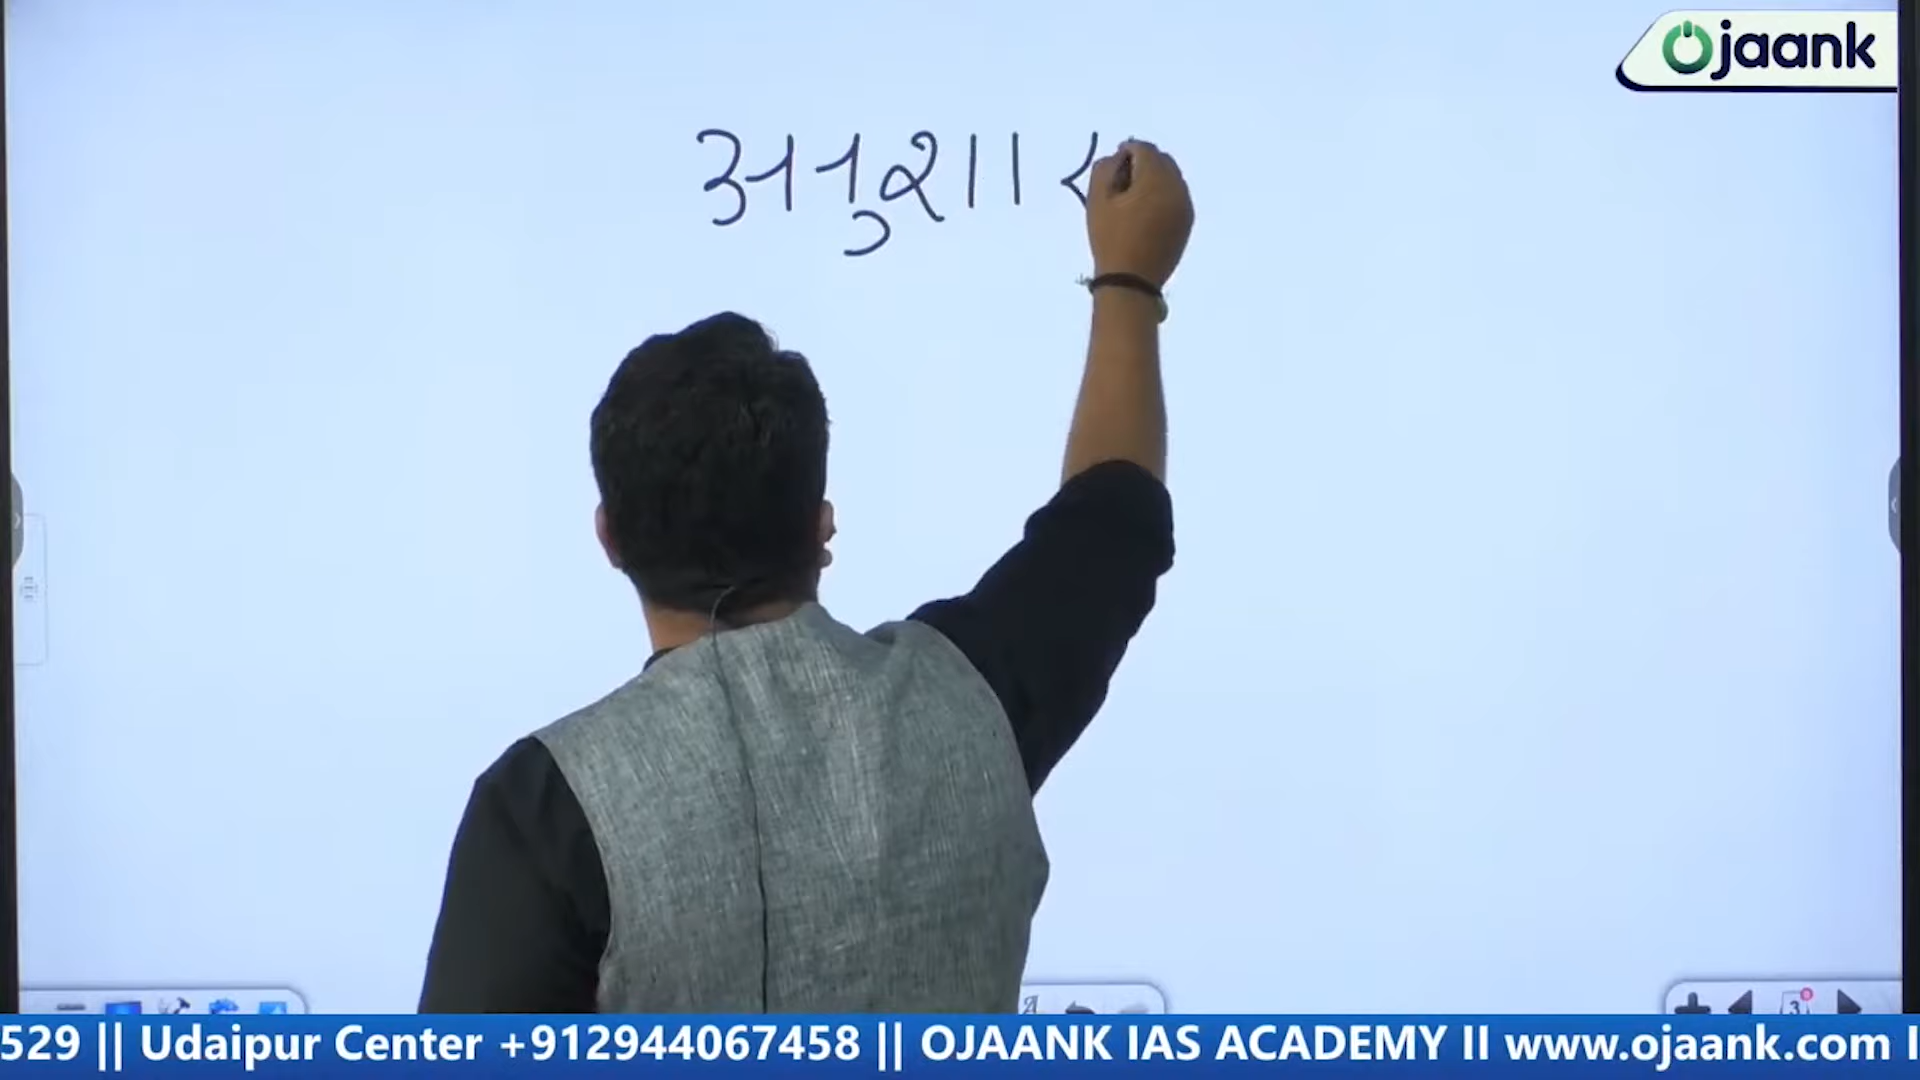 Ojaank
अनुशास
529 || Udaipur Center +912944067458 || OJAANK IAS ACADEMY II www.ojaank.com I